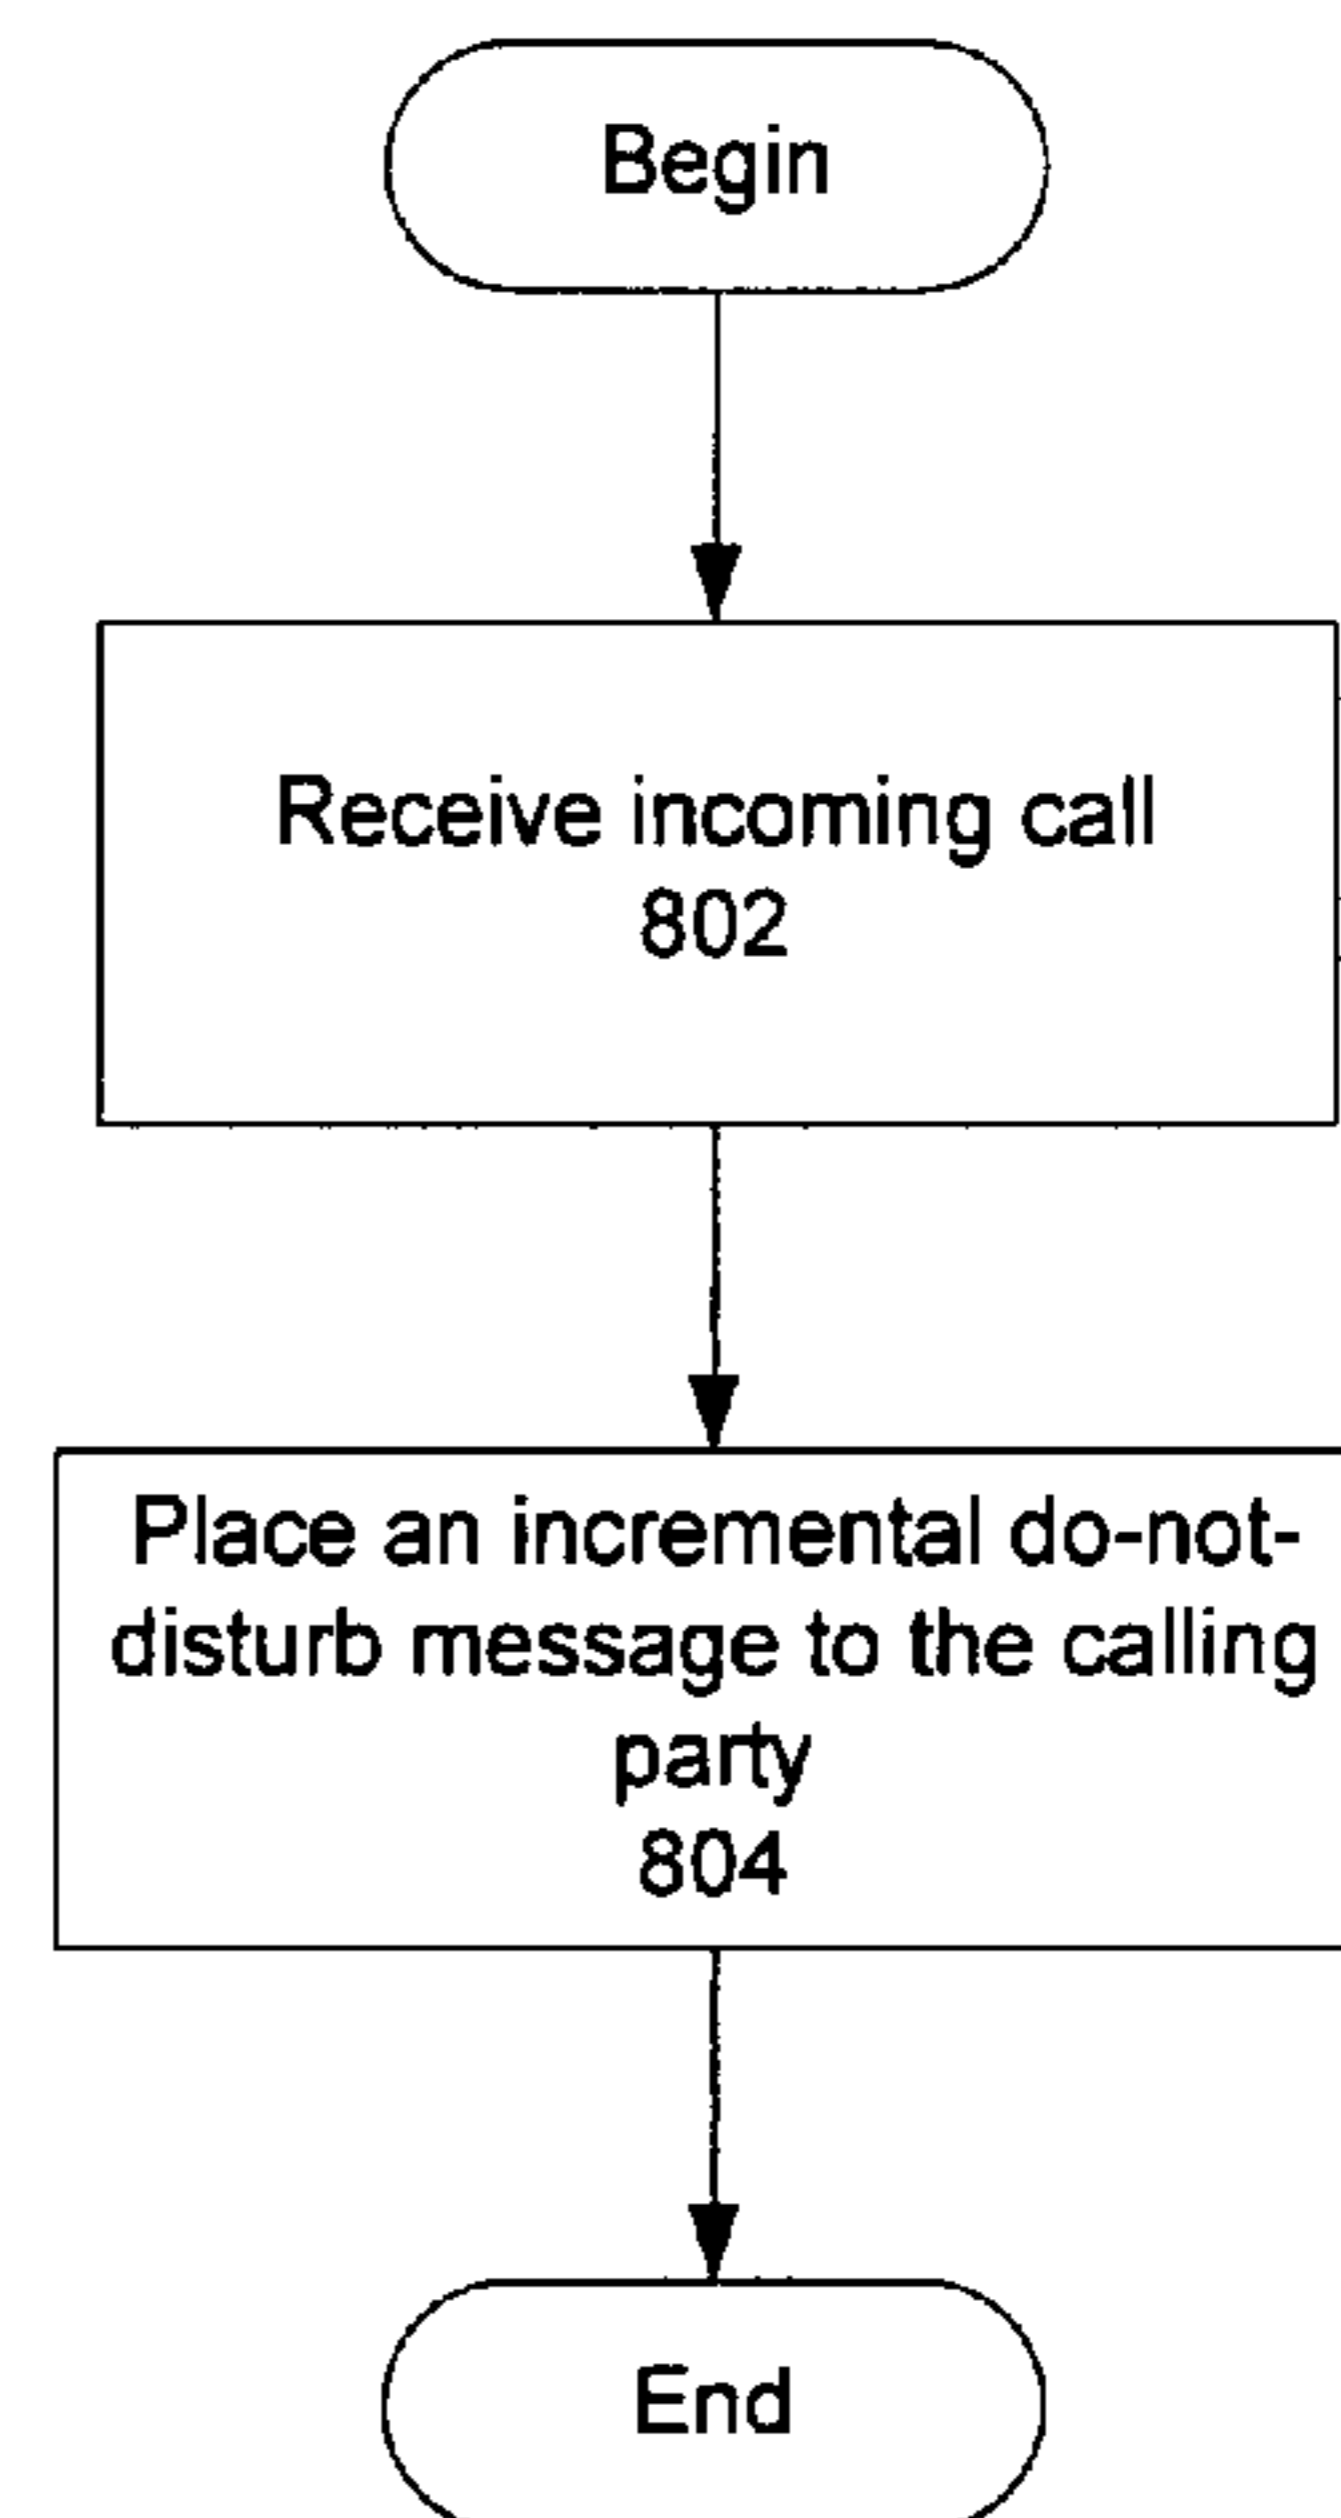 Begin
Receive incoming call
802
Place an incremental do-not-
disturb message to the calling
party
804
End